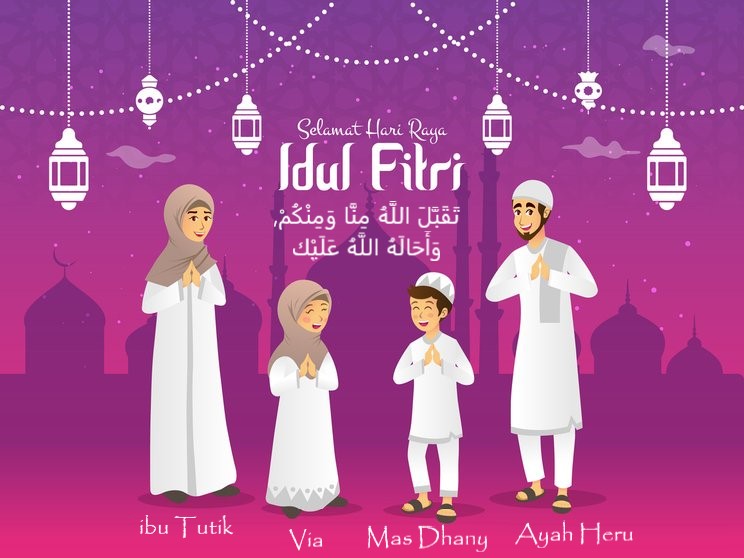 Selamat Hari Raya
Idul Fitri
تَقَبَّلَ اللَّهُ مِنَّا وَمِنْكُمْ,
وَأَحَالَهُ اللَّهُ عَلَيْك
ibu Tutik
Via
Mas Dhany
Ayah Heru